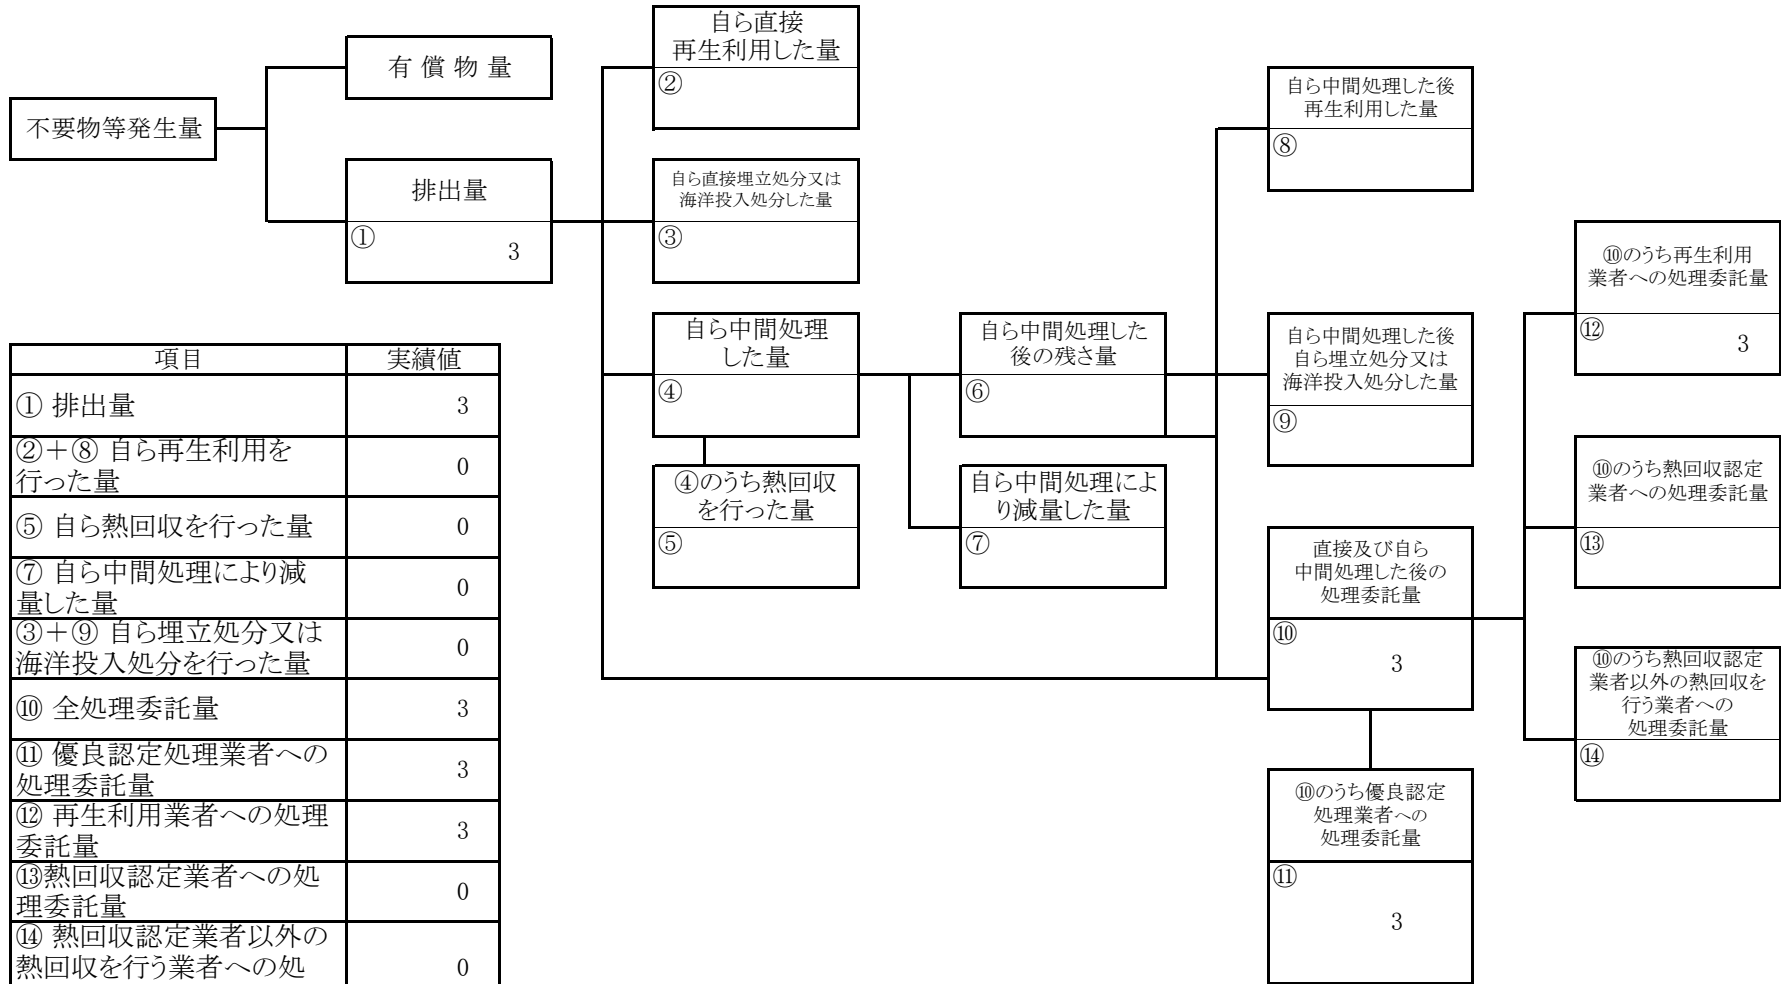 不要物等発生量
有 償 物 量
排出量
①
3
自ら直接
再生利用した量
②
自ら直接埋立処分又は
海洋投入処分した量
③
自ら中間処理
した量
④
④のうち熱回収
を行った量
⑤
自ら中間処理した
後の残さ量
⑥
自ら中間処理によ
り減量した量
⑦
自ら中間処理した後
再生利用した量
⑧
自ら中間処理した後
自ら埋立処分又は
海洋投入処分した量
⑨
直接及び自ら
中間処理した後の
処理委託量
⑩
3
⑩のうち優良認定
処理業者への
処理委託量
⑪
3
⑩のうち再生利用
業者への処理委託量
⑫
3
⑩のうち熱回収認定
業者への処理委託量
⑬
⑩のうち熱回収認定
業者以外の熱回収を
行う業者への
処理委託量
⑭
項目 実績値
① 排出量 3
②＋⑧ 自ら再生利用を
行った量 0
⑤ 自ら熱回収を行った量 0
⑦ 自ら中間処理により減
量した量 0
③＋⑨ 自ら埋立処分又は
海洋投入処分を行った量 0
⑩ 全処理委託量 3
⑪ 優良認定処理業者への
処理委託量 3
⑫ 再生利用業者への処理
委託量 3
⑬熱回収認定業者への処
理委託量 0
⑭ 熱回収認定業者以外の
熱回収を行う業者への処 0